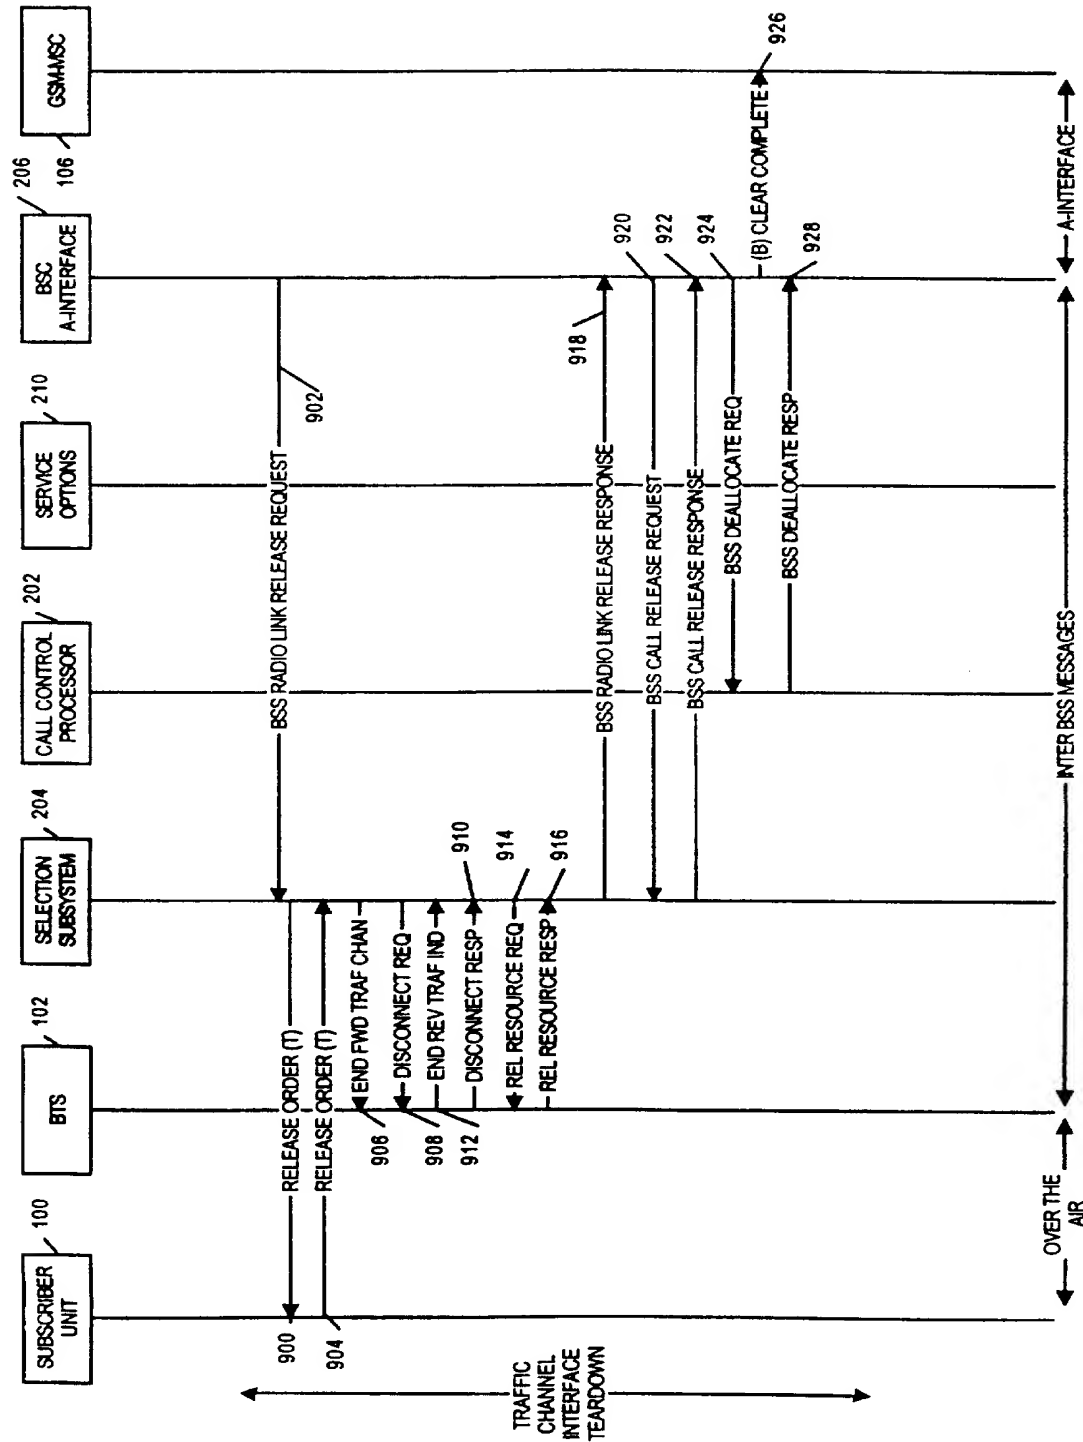 SUBSCRIBER
UNIT
100
BTS
102
SELECTION
SUBSYSTEM
204
CALL CONTROL
PROCESSOR
202
SERVICE
OPTIONS
210
BSC
A-INTERFACE
206
GSM-MSC
106
BSS RADIO LINK RELEASE REQUEST
902
900
RELEASE ORDER (T)
904
RELEASE ORDER (T)
END FWD TRAF CHAN
906
DISCONNECT REQ
908
END REV TRAF IND
912
DISCONNECT RESP
910
REL RESOURCE REQ
914
REL RESOURCE RESP
916
BSS RADIO LINK RELEASE RESPONSE
918
BSS CALL RELEASE REQUEST
920
BSS CALL RELEASE RESPONSE
922
BSS DEALLOCATE REQ
924
(B) CLEAR COMPLETE
926
BSS DEALLOCATE RESP
928
TRAFFIC
CHANNEL
INTERFACE
TEARDOWN
OVER THE
AIR
INTER BSS MESSAGES
A-INTERFACE